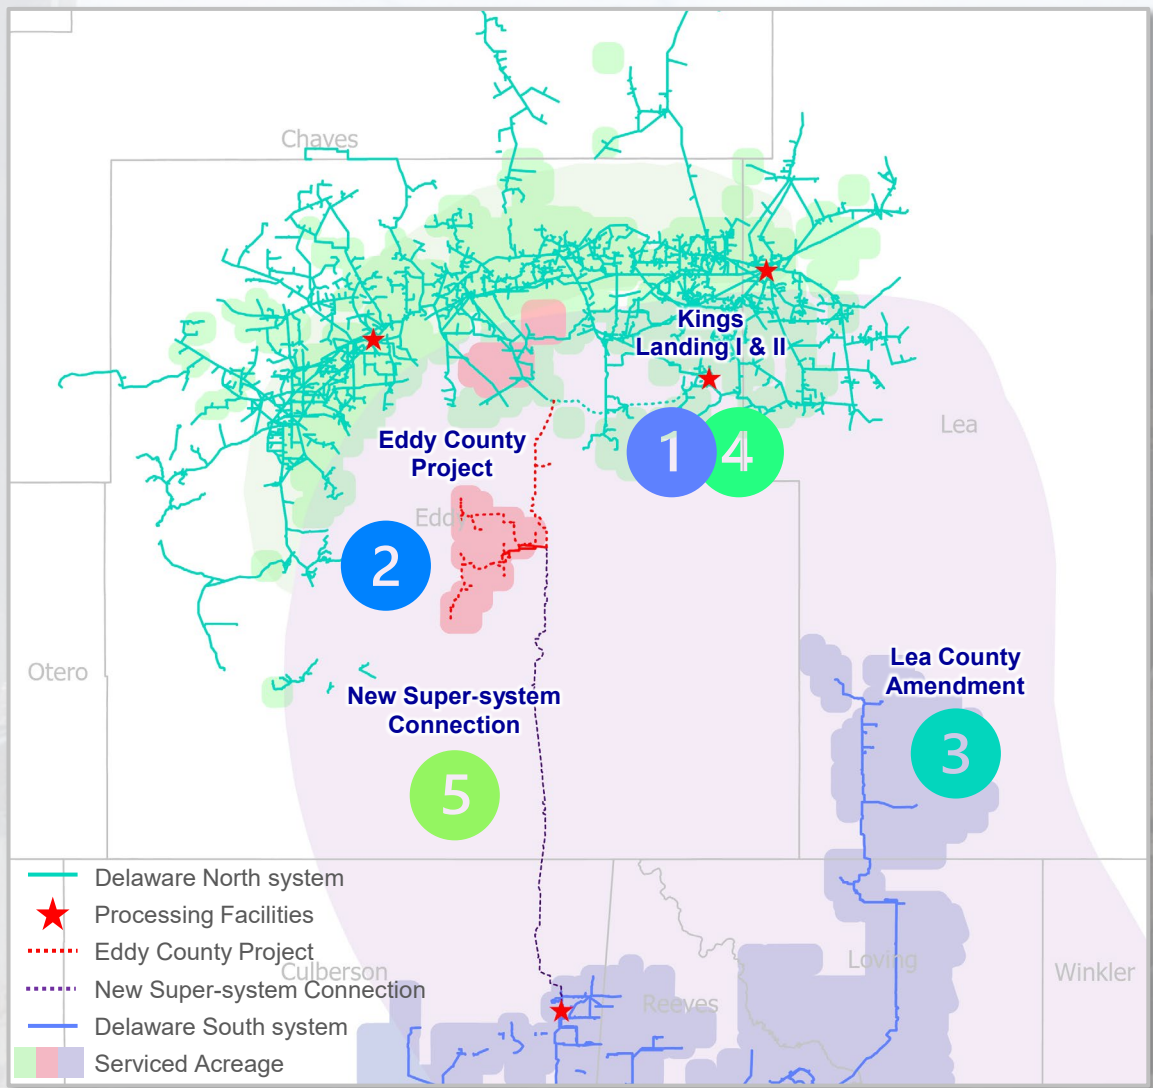 Chaves
Kings
Landing I & II
Lea
Eddy County
Project
1
4
Eddy
2
Otero
Lea County
Amendment
New Super-system
Connection
3
5
Delaware North system
Processing Facilities
Eddy County Project
Culberson
Loving
Winkler
New Super-system Connection
Reeves
Delaware South system
Serviced Acreage